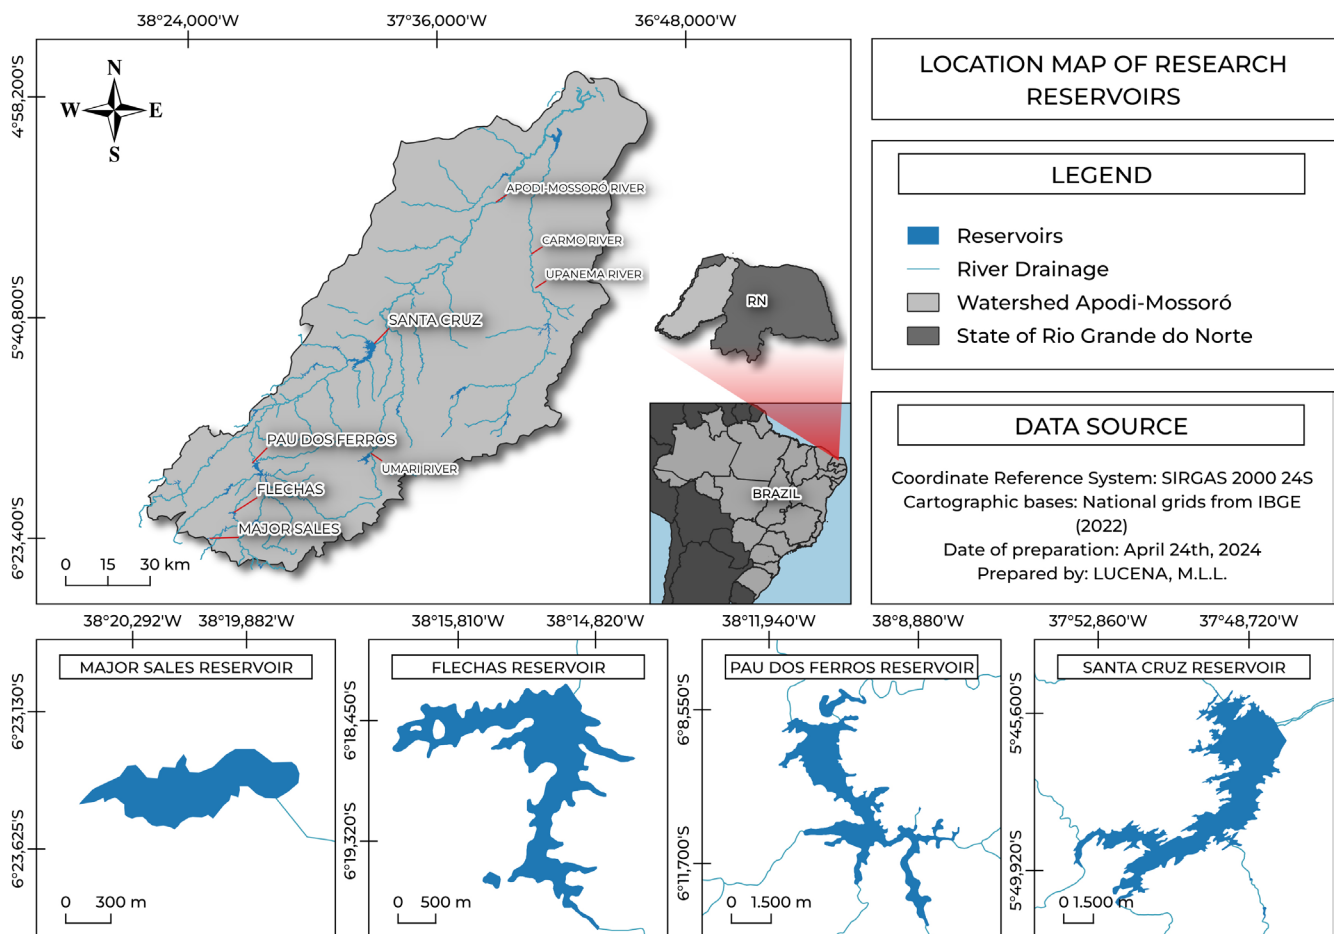 38°24,000'W 37°36,000'W 36°48,000'W
4°58,200'S
5°40,800'S
6°23,400'S
N
W E
S
APODI-MOSSORÓ RIVER
CARMO RIVER
UPANEMA RIVER
SANTA CRUZ
PAU DOS FERROS
UMARI RIVER
FLECHAS
MAJOR SALES
0 15 30 km
RN
BRAZIL
LOCATION MAP OF RESEARCH
RESERVOIRS
LEGEND
Reservoirs
River Drainage
Watershed Apodi-Mossoró
State of Rio Grande do Norte
DATA SOURCE
Coordinate Reference System: SIRGAS 2000 24S
Cartographic bases: National grids from IBGE
(2022)
Date of preparation: April 24th, 2024
Prepared by: LUCENA, M.L.L.
38°20,292'W 38°19,882'W
MAJOR SALES RESERVOIR
6°23,130'S
6°23,625'S
0 300 m
38°15,810'W 38°14,820'W
FLECHAS RESERVOIR
6°18,450'S
6°19,320'S
0 500 m
38°11,940'W 38°8,880'W
PAU DOS FERROS RESERVOIR
6°8,550'S
6°11,700'S
0 1.500 m
37°52,860'W 37°48,720'W
SANTA CRUZ RESERVOIR
5°45,600'S
5°49,920'S
0 1.500 m